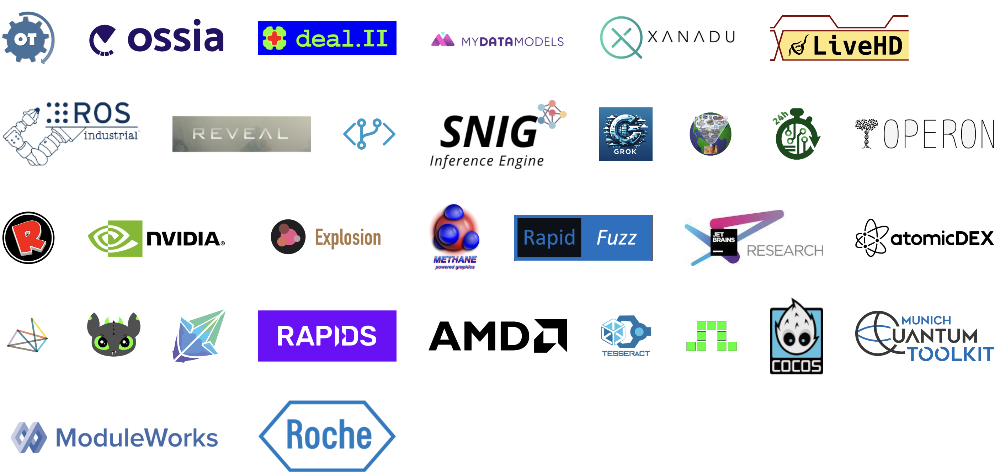 OT
ossia
deal.II
MYDATAMODELS
XANADU
LiveHD
ROS
industrial
REVEAL
SNIG
Inference Engine
GROK
24h
OPERON
R
NVIDIA®
Explosion
METHANE
powered graphics
Rapid Fuzz
JET
BRAINS
RESEARCH
atomicDEX
RAPIDS
AMD
TESSERACT
COCOS
MUNICH
QUANTUM
TOOLKIT
ModuleWorks
Roche